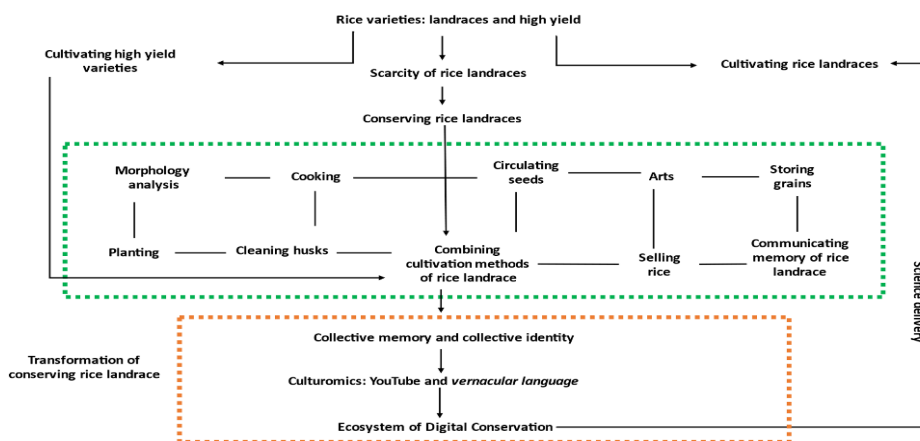 Rice varieties: landraces and high yield
Cultivating high yield
varieties
Scarcity of rice landraces
Cultivating rice landraces
Conserving rice landraces
Morphology
analysis
Cooking
Circulating
seeds
Arts
Storing
grains
Planting
Cleaning husks
Combining
cultivation methods
of rice landrace
Selling
rice
Communicating
memory of rice
landrace
Science delivery
Transformation of
conserving rice landrace
Collective memory and collective identity
Culturomics: YouTube and vernacular language
Ecosystem of Digital Conservation